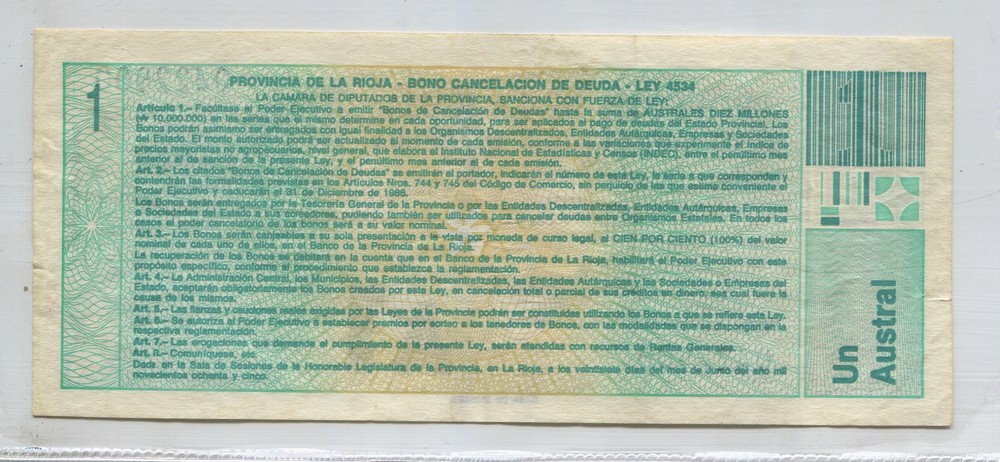 1
PROVINCIA DE LA RIOJA - BONO CANCELACION DE DEUDA - LEY 4534
LA CAMARA DE DIPUTADOS DE LA PROVINCIA, SANCIONA CON FUERZA DE LEY:
Artículo 1.– Facúltase al Poder Ejecutivo a emitir "Bonos de Cancelación de Deudas" hasta la suma de AUSTRALES DIEZ MILLONES
(₳ 10.000.000) en las series que el mismo determine en cada oportunidad, para ser aplicados al pago de deudas del Estado Provincial. Los
Bonos podrán asimismo ser entregados con igual finalidad a los Organismos Descentralizados, Entidades Autárquicas, Empresas y Sociedades
del Estado. El monto autorizado podrá ser actualizado al momento de cada emisión, conforme a las variaciones que experimente el índice de
precios mayoristas no agropecuarios, nivel general, que elabora el Instituto Nacional de Estadísticas y Censos (INDEC), entre el penúltimo mes
anterior al de sanción de la presente Ley, y el penúltimo mes anterior al de cada emisión.
Art. 2.– Los citados "Bonos de Cancelación de Deudas" se emitirán al portador, indicarán el número de esta Ley, la serie a que corresponden y
contendrán las formalidades previstas en los Artículos Nros. 744 y 745 del Código de Comercio, sin perjuicio de las que estime conveniente el
Poder Ejecutivo y caducarán el 31 de Diciembre de 1988.
Los Bonos serán entregados por la Tesorería General de la Provincia o por las Entidades Descentralizadas, Entidades Autárquicas, Empresas
o Sociedades del Estado a sus acreedores, pudiendo también ser utilizado para cancelar deudas entre Organismos Estatales. En todos los
casos el poder cancelatorio de los bonos será a su valor nominal.
Art. 3.– Los Bonos serán canjeables a su sola presentación a la vista por moneda de curso legal, al CIEN POR CIENTO (100%) del valor
nominal de cada uno de ellos, en el Banco de la Provincia de La Rioja.
La recuperación de los Bonos se debitará en la cuenta que en el Banco de la Provincia de La Rioja, habilitará el Poder Ejecutivo con este
propósito específico, conforme al procedimiento que establezca la reglamentación.
Art. 4.– La Administración Central, los Municipios, las Entidades Descentralizadas, las Entidades Autárquicas y las Sociedades o Empresas del
Estado, aceptarán obligatoriamente los Bonos creados por esta Ley, en cancelación total o parcial de sus créditos en dinero, sea cual fuere la
causa de los mismos.
Art. 5.– Las fianzas y cauciones reales exigidas por las Leyes de la Provincia podrán ser constituidas utilizando los Bonos a que se refiere esta Ley.
Art. 6.– Se autoriza al Poder Ejecutivo a establecer premios por sorteo a los tenedores de Bonos, con las modalidades que se dispongan en la
respectiva reglamentación.
Art. 7.– Las erogaciones que demande el cumplimiento de la presente Ley, serán atendidas con recursos de Rentas Generales.
Art. 8.– Comuníquese, etc.
Dada en la Sala de Sesiones de la Honorable Legislatura de la Provincia, en La Rioja, a los veintisiete días del mes de Junio del año mil
novecientos ochenta y cinco.
Un
Austral